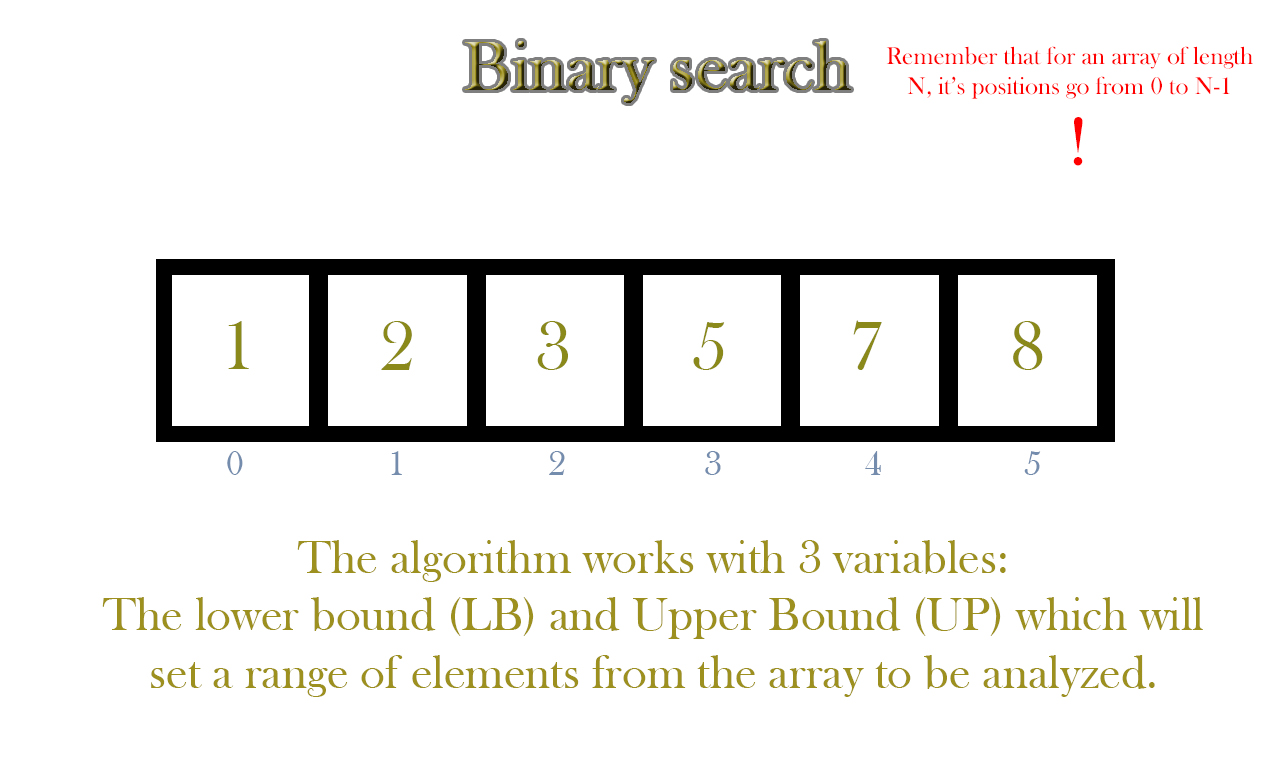 Binary search
Remember that for an array of length
N, it's positions go from 0 to N-1
!
1 2 3 5 7 8
0 1 2 3 4 5
The algorithm works with 3 variables:
The lower bound (LB) and Upper Bound (UP) which will
set a range of elements from the array to be analyzed.